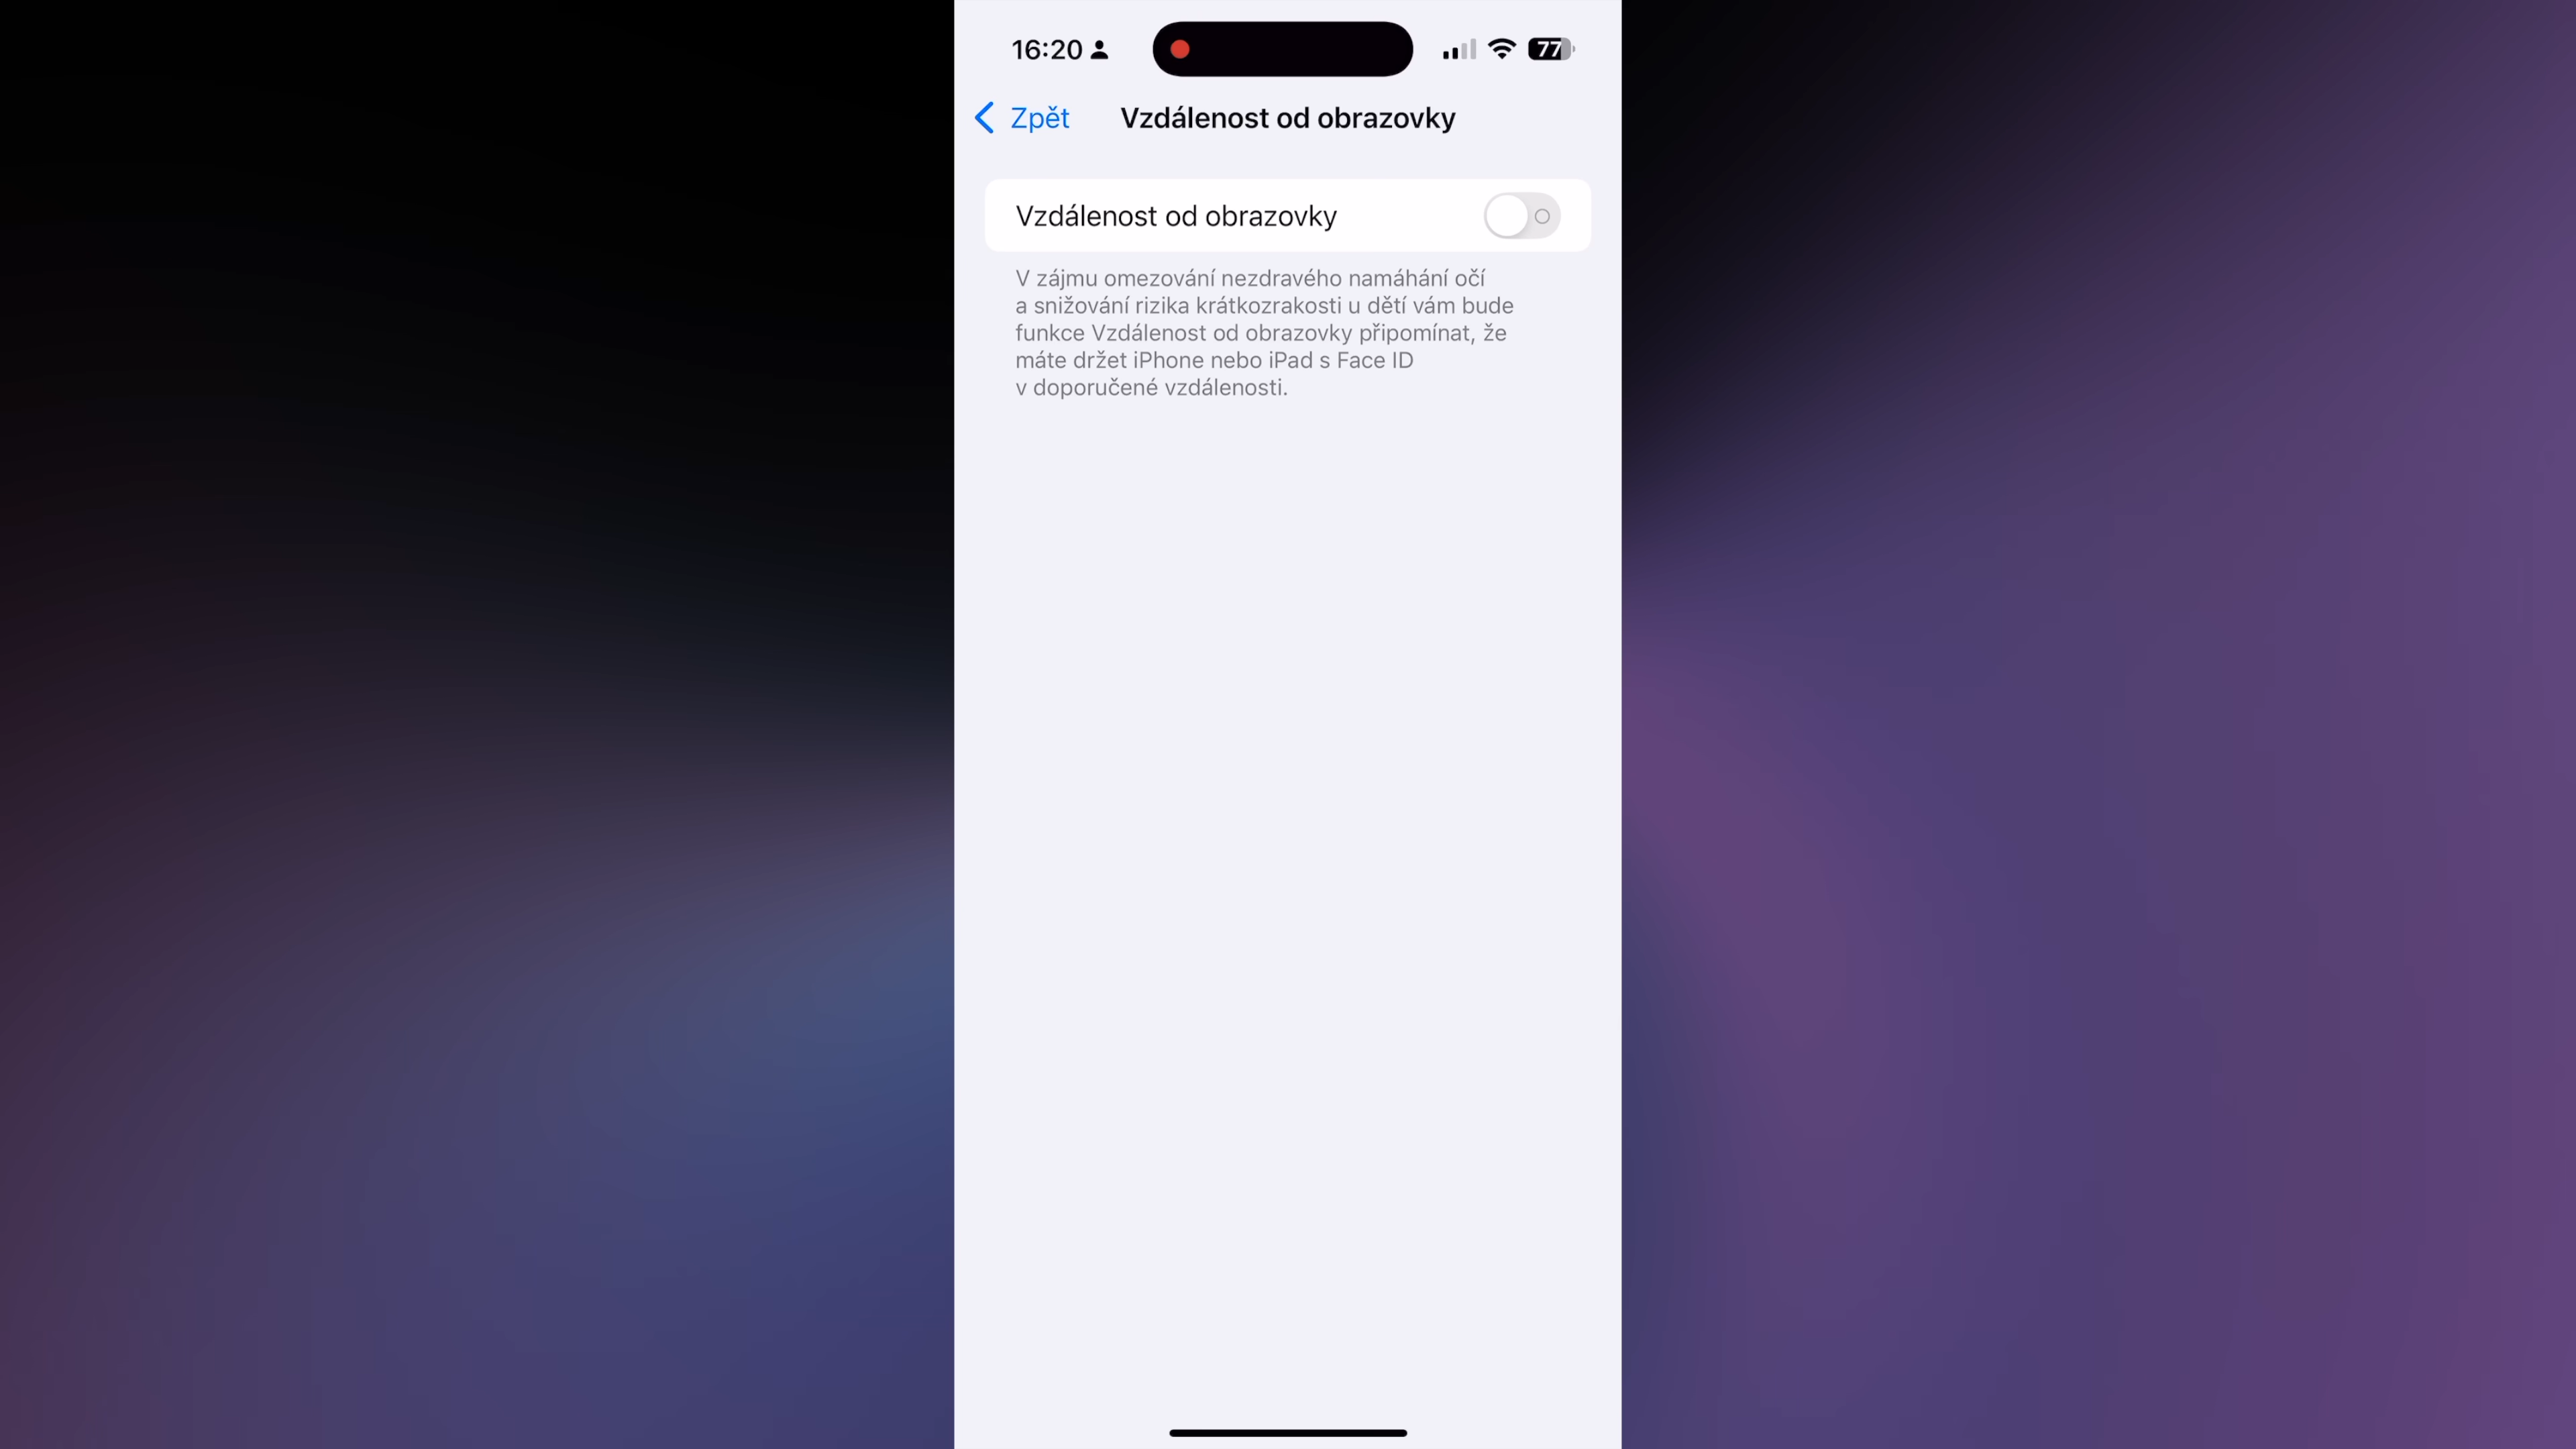 16:20
77
Zpět
Vzdálenost od obrazovky
Vzdálenost od obrazovky
V zájmu omezování nezdravého namáhání očí
a snižování rizika krátkozrakosti u dětí vám bude
funkce Vzdálenost od obrazovky připomínat, že
máte držet iPhone nebo iPad s Face ID
v doporučené vzdálenosti.